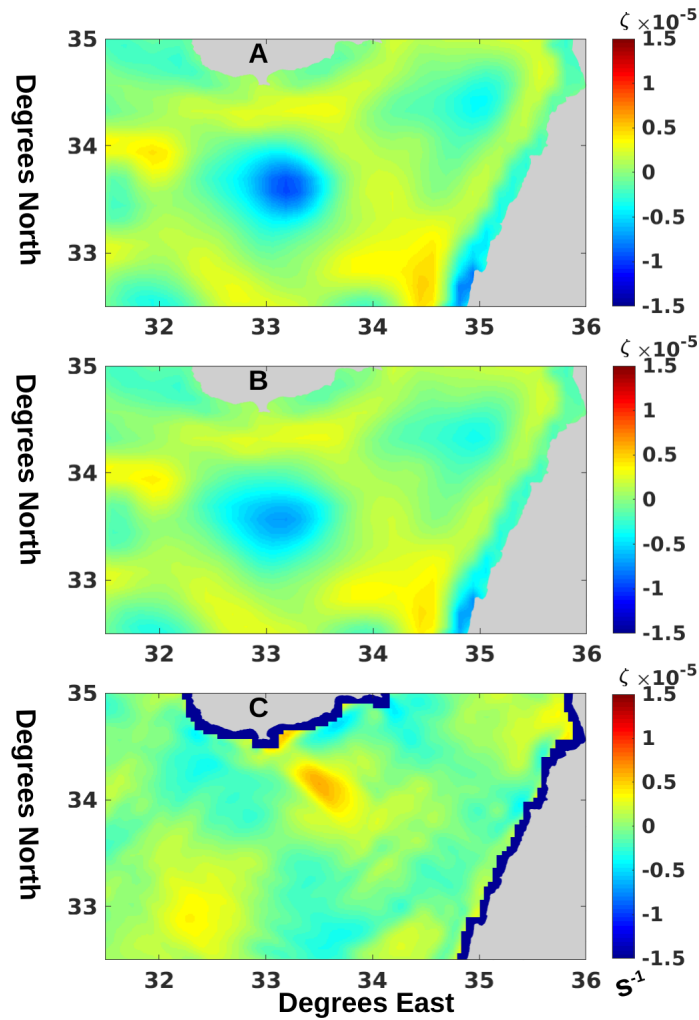 ζ ×10-5
35 A 1.5
1
34 0.5
0
-0.5
33 -1
-1.5
32 33 34 35 36
Degrees North
ζ ×10-5
35 B 1.5
1
34 0.5
0
-0.5
33 -1
-1.5
32 33 34 35 36
Degrees North
ζ ×10-5
35 C 1.5
1
0.5
34 0
-0.5
33 -1
-1.5
32 33 34 35 36
Degrees North
Degrees East
S-1